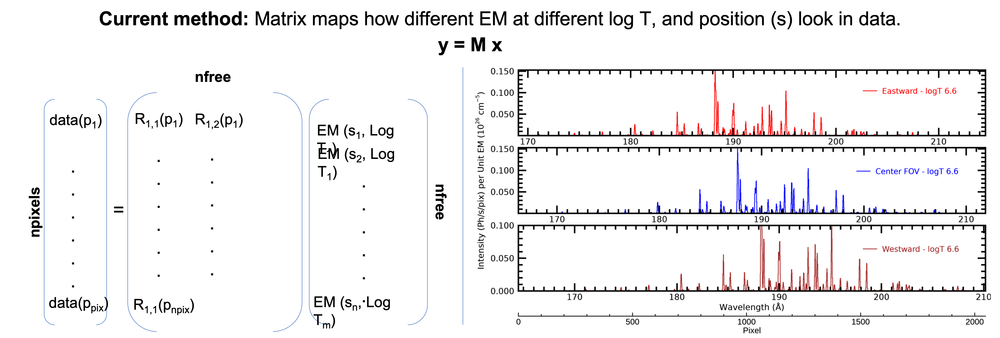 Current method: Matrix maps how different EM at different log T, and position (s) look in data.
y = M x
nfree
npixels
data(p1)
data(ppix)
=
R1,1(p1) R1,2(p1)
R1,1(pnpix)
EM (s1, Log
T1)
EM (s2, Log
T1)
EM (sn, Log
Tm)
nfree
Intensity (Ph/s/pix) per Unit EM (10^26 cm^-5)
0.150
0.100
0.050
Eastward - logT 6.6
170 180 190 200 210
0.150
0.100
0.050
Center FOV - logT 6.6
170 180 190 200 210
0.100
0.050
0.000
Westward - logT 6.6
170 180 190 200 210
Wavelength (Å)
0 500 1000 1500 2000
Pixel